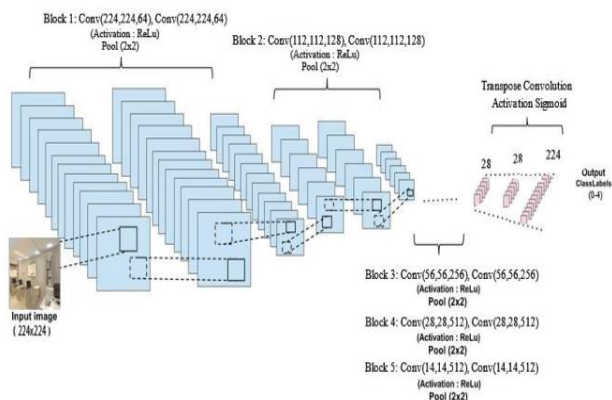 Block 1: Conv(224,224,64), Conv(224,224,64)
(Activation : ReLu)
Pool (2x2)
Block 2: Conv(112,112,128), Conv(112,112,128)
(Activation : ReLu)
Pool (2x2)
Transpose Convolution
Activation Sigmoid
28
28
224
Output
ClassLabels
(0-4)
Input image
(224x224)
Block 3: Conv(56,56,256), Conv(56,56,256)
(Activation : ReLu)
Pool (2x2)
Block 4: Conv(28,28,512), Conv(28,28,512)
(Activation : ReLu)
Pool (2x2)
Block 5: Conv(14,14,512), Conv(14,14,512)
(Activation : ReLu)
Pool (2x2)